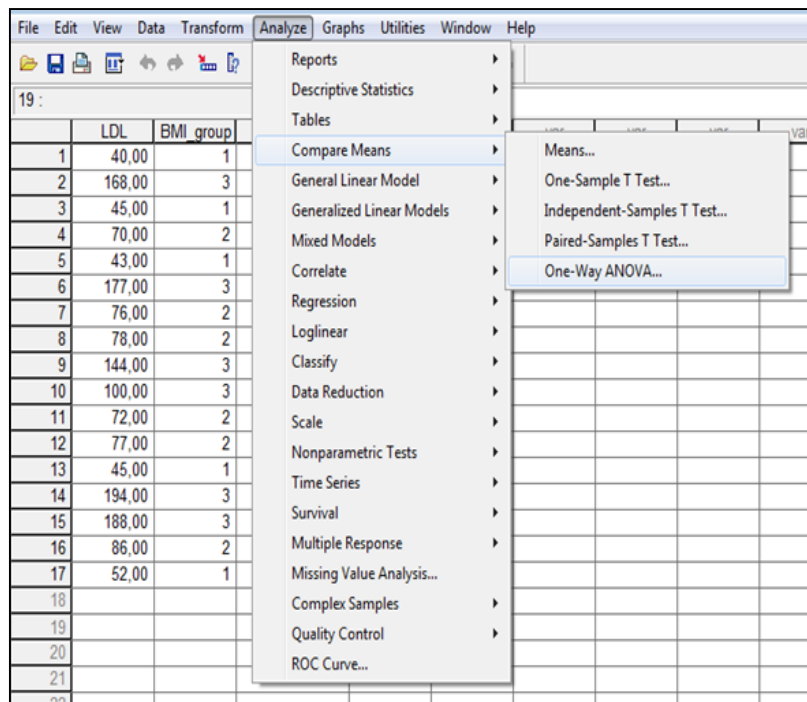 File Edit View Data Transform Analyze Graphs Utilities Window Help
19 :
LDL BMI_group
1 40,00 1
2 168,00 3
3 45,00 1
4 70,00 2
5 43,00 1
6 177,00 3
7 76,00 2
8 78,00 2
9 144,00 3
10 100,00 3
11 72,00 2
12 77,00 2
13 45,00 1
14 194,00 3
15 188,00 3
16 86,00 2
17 52,00 1
18
19
20
21
Reports
Descriptive Statistics
Tables
Compare Means
General Linear Model
Generalized Linear Models
Mixed Models
Correlate
Regression
Loglinear
Classify
Data Reduction
Scale
Nonparametric Tests
Time Series
Survival
Multiple Response
Missing Value Analysis...
Complex Samples
Quality Control
ROC Curve...
Means...
One-Sample T Test...
Independent-Samples T Test...
Paired-Samples T Test...
One-Way ANOVA...